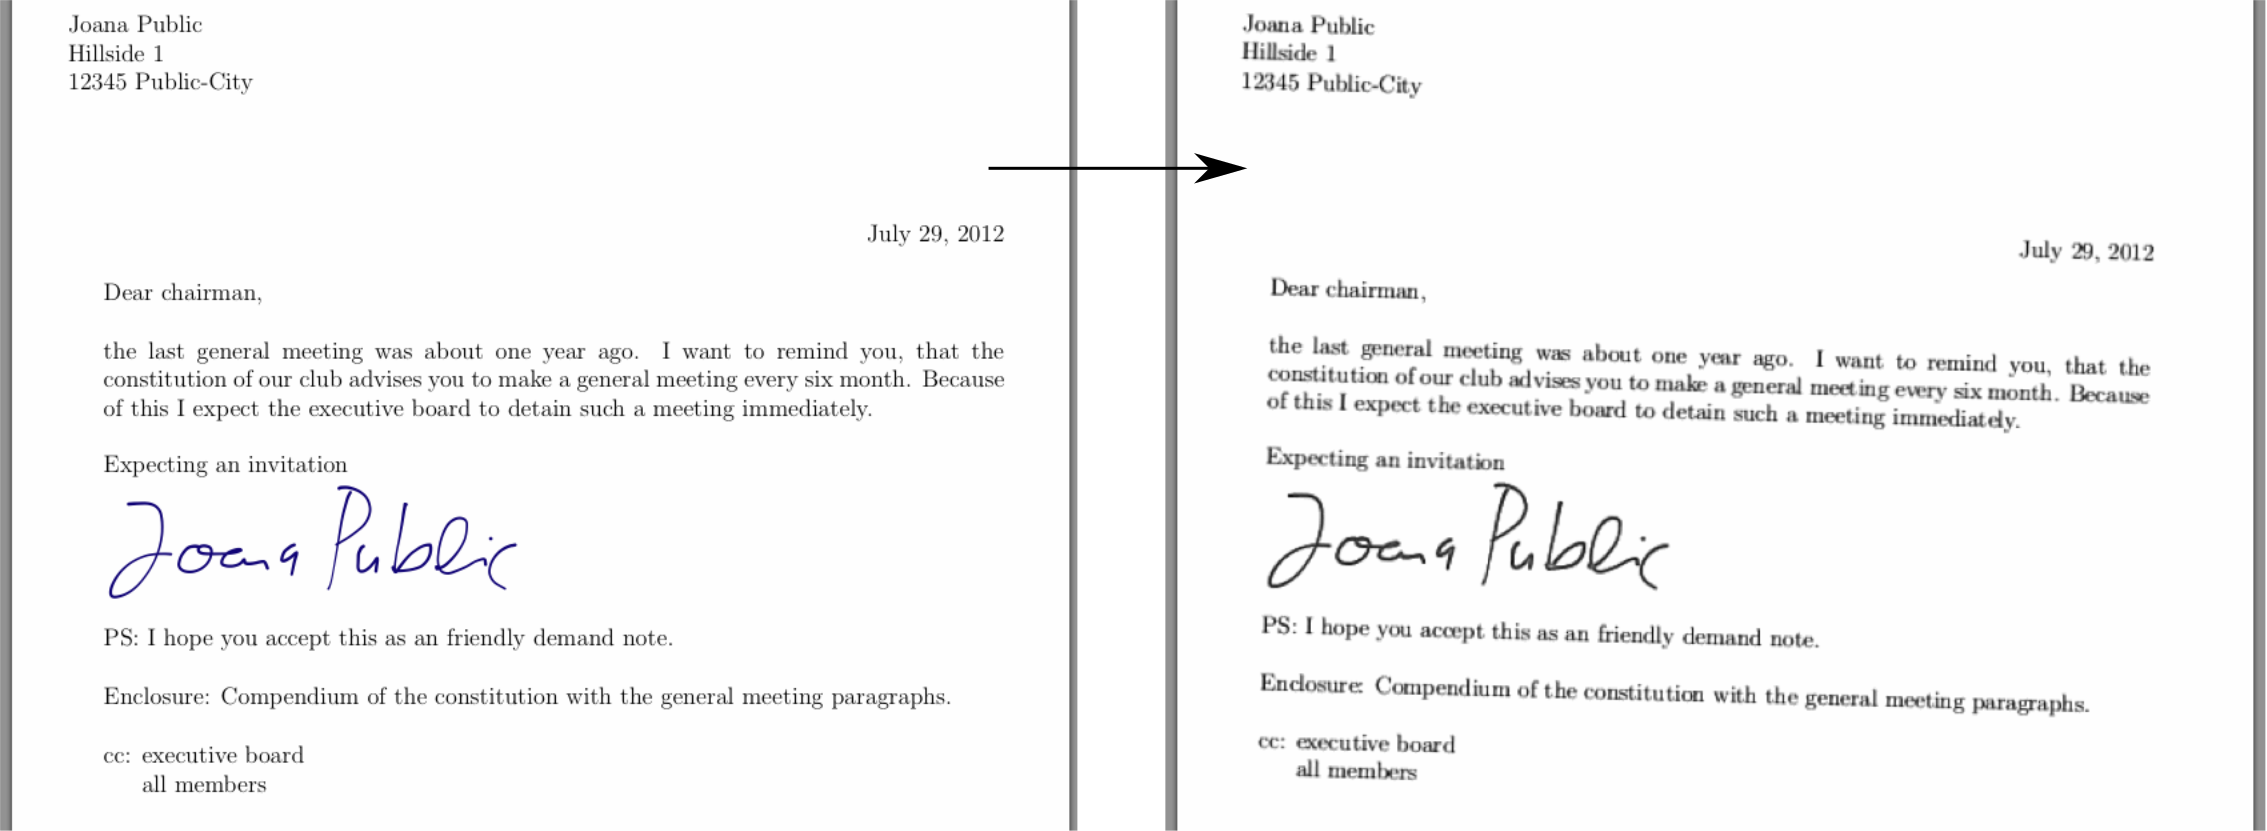 Joana Public
Hillside 1
12345 Public-City
July 29, 2012
Dear chairman,
the last general meeting was about one year ago. I want to remind you, that the
constitution of our club advises you to make a general meeting every six month. Because
of this I expect the executive board to detain such a meeting immediately.
Expecting an invitation
Joana Public
PS: I hope you accept this as an friendly demand note.
Enclosure: Compendium of the constitution with the general meeting paragraphs.
cc: executive board
all members
Joana Public
Hillside 1
12345 Public-City
July 29, 2012
Dear chairman,
the last general meeting was about one year ago. I want to remind you, that the
constitution of our club advises you to make a general meeting every six month. Because
of this I expect the executive board to detain such a meeting immediately.
Expecting an invitation
Joana Public
PS: I hope you accept this as an friendly demand note.
Enclosure: Compendium of the constitution with the general meeting paragraphs.
cc: executive board
all members